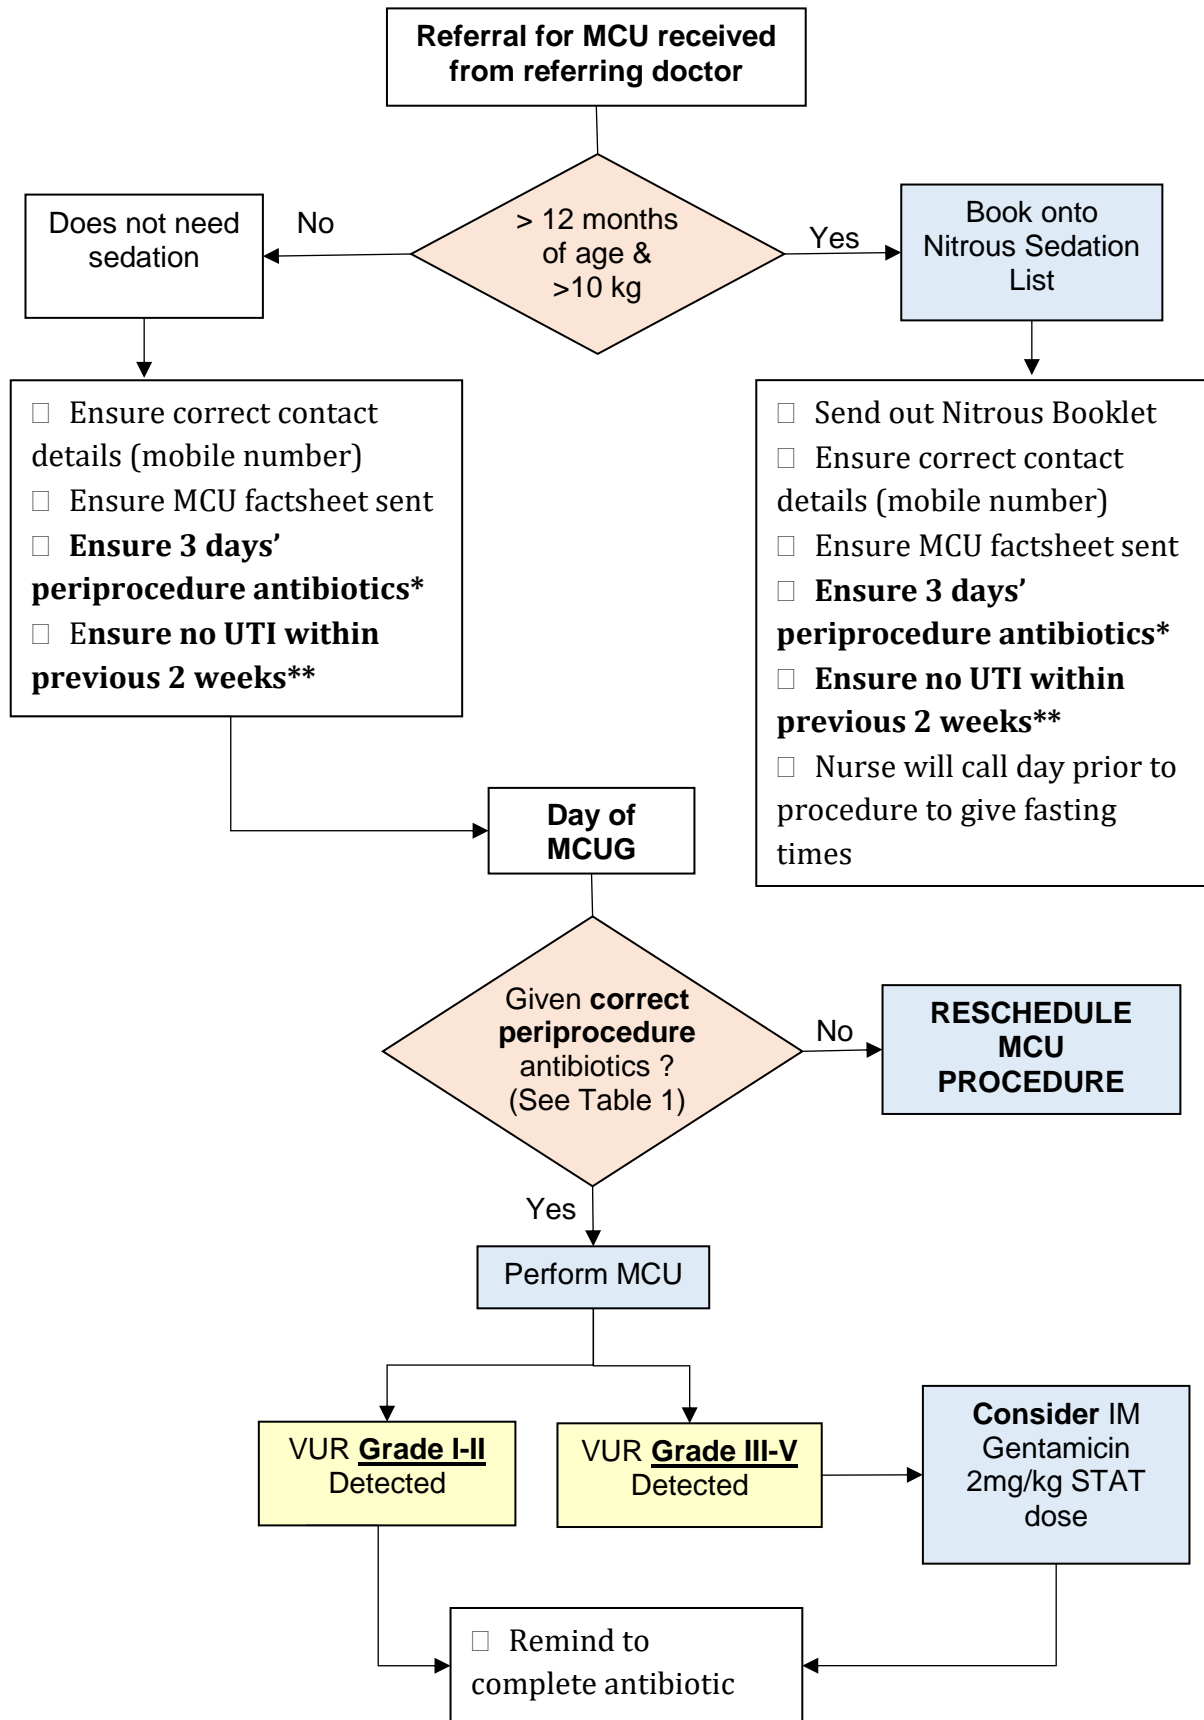 Referral for MCU received
from referring doctor
> 12 months
of age &
>10 kg
No
Yes
Does not need
sedation
Book onto
Nitrous Sedation
List
☐ Ensure correct contact
details (mobile number)
☐ Ensure MCU factsheet sent
☐ Ensure 3 days’
periprocedure antibiotics*
☐ Ensure no UTI within
previous 2 weeks**
☐ Send out Nitrous Booklet
☐ Ensure correct contact
details (mobile number)
☐ Ensure MCU factsheet sent
☐ Ensure 3 days’
periprocedure antibiotics*
☐ Ensure no UTI within
previous 2 weeks**
☐ Nurse will call day prior to
procedure to give fasting
times
Day of
MCUG
Given correct
periprocedure
antibiotics ?
(See Table 1)
No
RESCHEDULE
MCU
PROCEDURE
Yes
Perform MCU
VUR Grade I-II
Detected
VUR Grade III-V
Detected
Consider IM
Gentamicin
2mg/kg STAT
dose
☐ Remind to
complete antibiotic